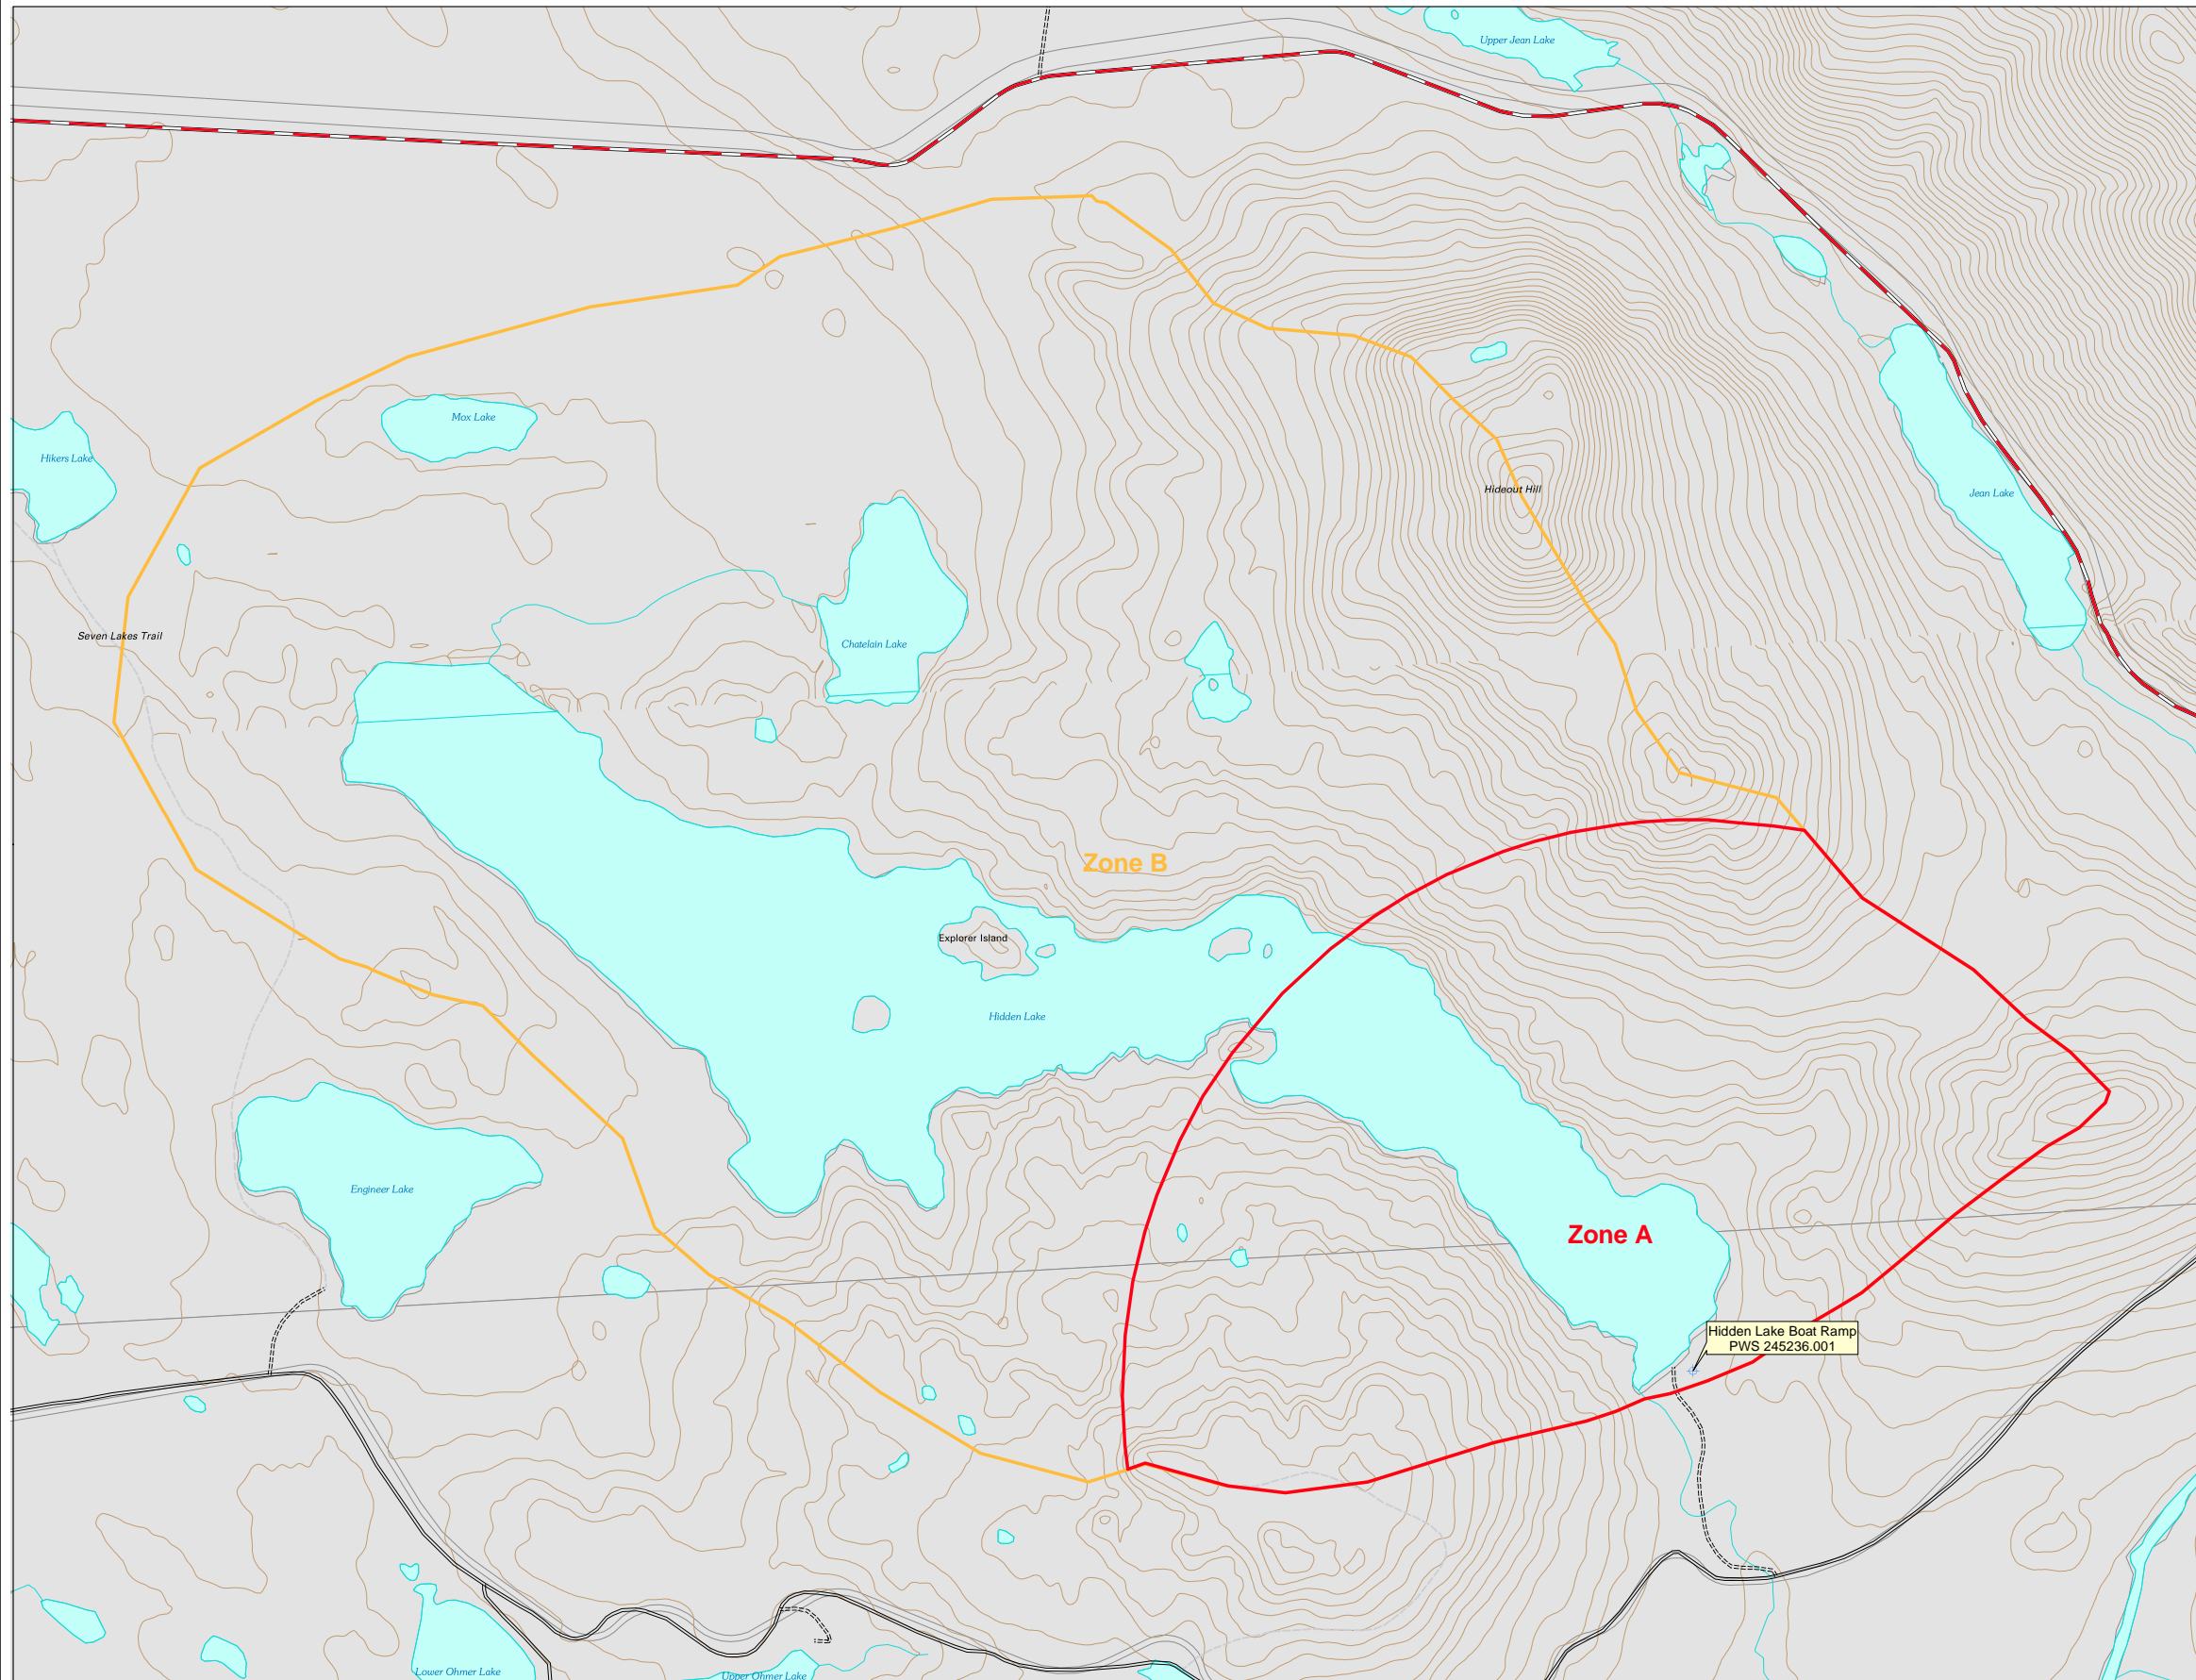 Upper Jean Lake
Mox Lake
Hikers Lake
Hideout Hill
Jean Lake
Seven Lakes Trail
Chatelain Lake
Zone B
Explorer Island
Hidden Lake
Engineer Lake
Zone A
Hidden Lake Boat Ramp
PWS 245236.001
Lower Ohmer Lake
Upper Ohmer Lake